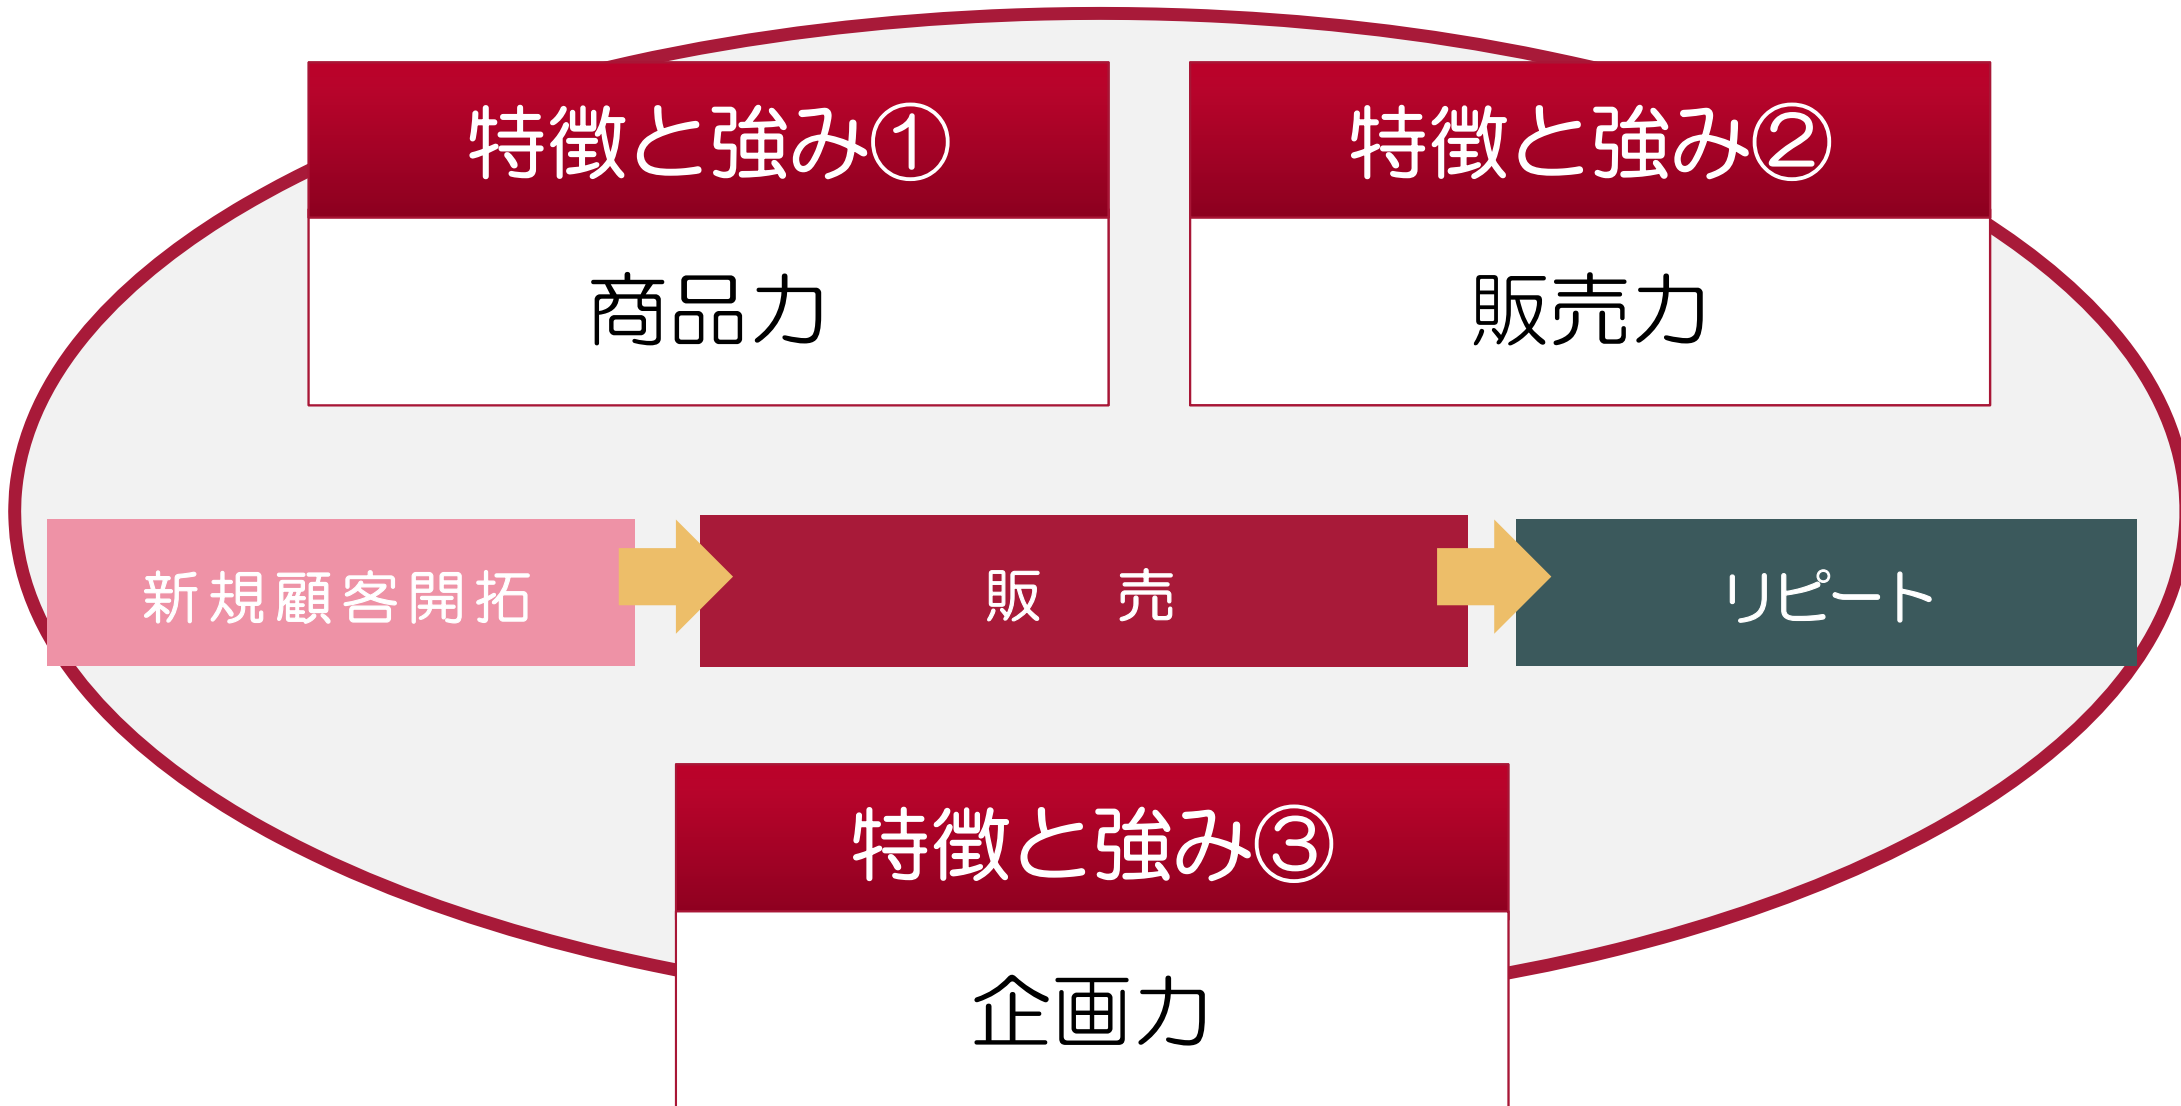 特徴と強み①
商品力
特徴と強み②
販売力
新規顧客開拓
販　売
リピート
特徴と強み③
企画力